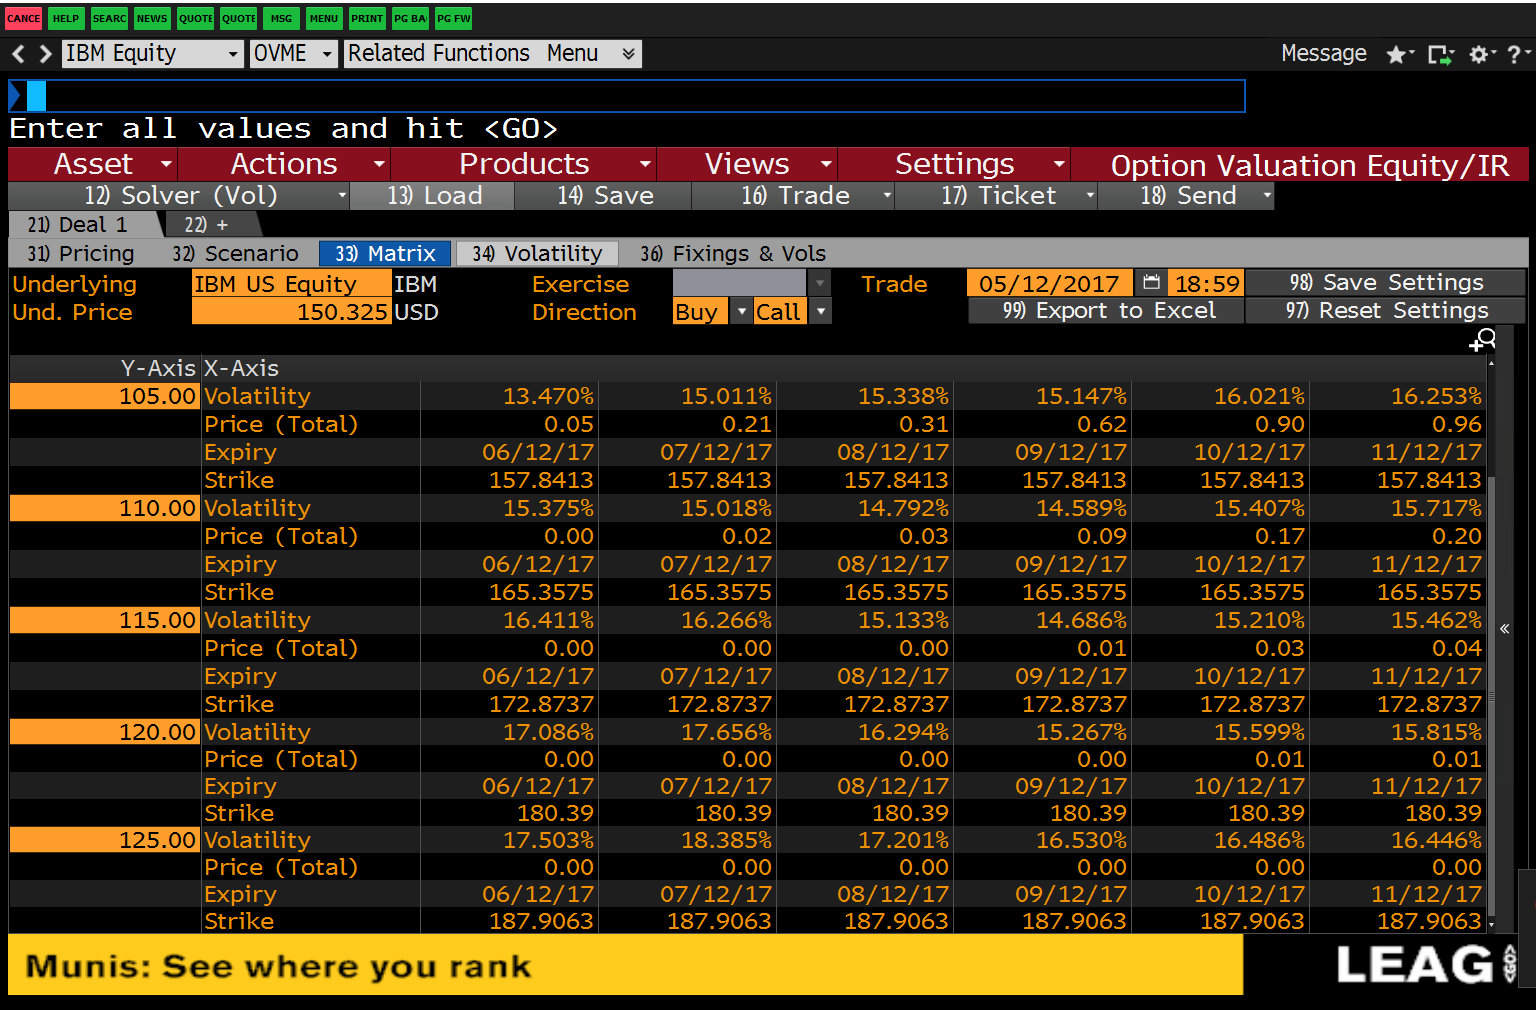 CANCE HELP SEARC NEWS QUOTE QUOTE MSG MENU PRINT PG BA PG FW
IBM Equity OVME Related Functions Menu Message
Enter all values and hit <GO>
Asset Actions Products Views Settings Option Valuation Equity/IR
12) Solver (Vol) 13) Load 14) Save 16) Trade 17) Ticket 18) Send
21) Deal 1 22) +
31) Pricing 32) Scenario 33) Matrix 34) Volatility 36) Fixings & Vols
Underlying IBM US Equity IBM Exercise Trade 05/12/2017 18:59 98) Save Settings
Und. Price 150.325 USD Direction Buy Call 99) Export to Excel 97) Reset Settings
Y-Axis X-Axis
105.00 Volatility 13.470% 15.011% 15.338% 15.147% 16.021% 16.253%
Price (Total) 0.05 0.21 0.31 0.62 0.90 0.96
Expiry 06/12/17 07/12/17 08/12/17 09/12/17 10/12/17 11/12/17
Strike 157.8413 157.8413 157.8413 157.8413 157.8413 157.8413
110.00 Volatility 15.375% 15.018% 14.792% 14.589% 15.407% 15.717%
Price (Total) 0.00 0.02 0.03 0.09 0.17 0.20
Expiry 06/12/17 07/12/17 08/12/17 09/12/17 10/12/17 11/12/17
Strike 165.3575 165.3575 165.3575 165.3575 165.3575 165.3575
115.00 Volatility 16.411% 16.266% 15.133% 14.686% 15.210% 15.462%
Price (Total) 0.00 0.00 0.00 0.01 0.03 0.04
Expiry 06/12/17 07/12/17 08/12/17 09/12/17 10/12/17 11/12/17
Strike 172.8737 172.8737 172.8737 172.8737 172.8737 172.8737
120.00 Volatility 17.086% 17.656% 16.294% 15.267% 15.599% 15.815%
Price (Total) 0.00 0.00 0.00 0.00 0.01 0.01
Expiry 06/12/17 07/12/17 08/12/17 09/12/17 10/12/17 11/12/17
Strike 180.39 180.39 180.39 180.39 180.39 180.39
125.00 Volatility 17.503% 18.385% 17.201% 16.530% 16.486% 16.446%
Price (Total) 0.00 0.00 0.00 0.00 0.00 0.00
Expiry 06/12/17 07/12/17 08/12/17 09/12/17 10/12/17 11/12/17
Strike 187.9063 187.9063 187.9063 187.9063 187.9063 187.9063
Munis: See where you rank LEAG